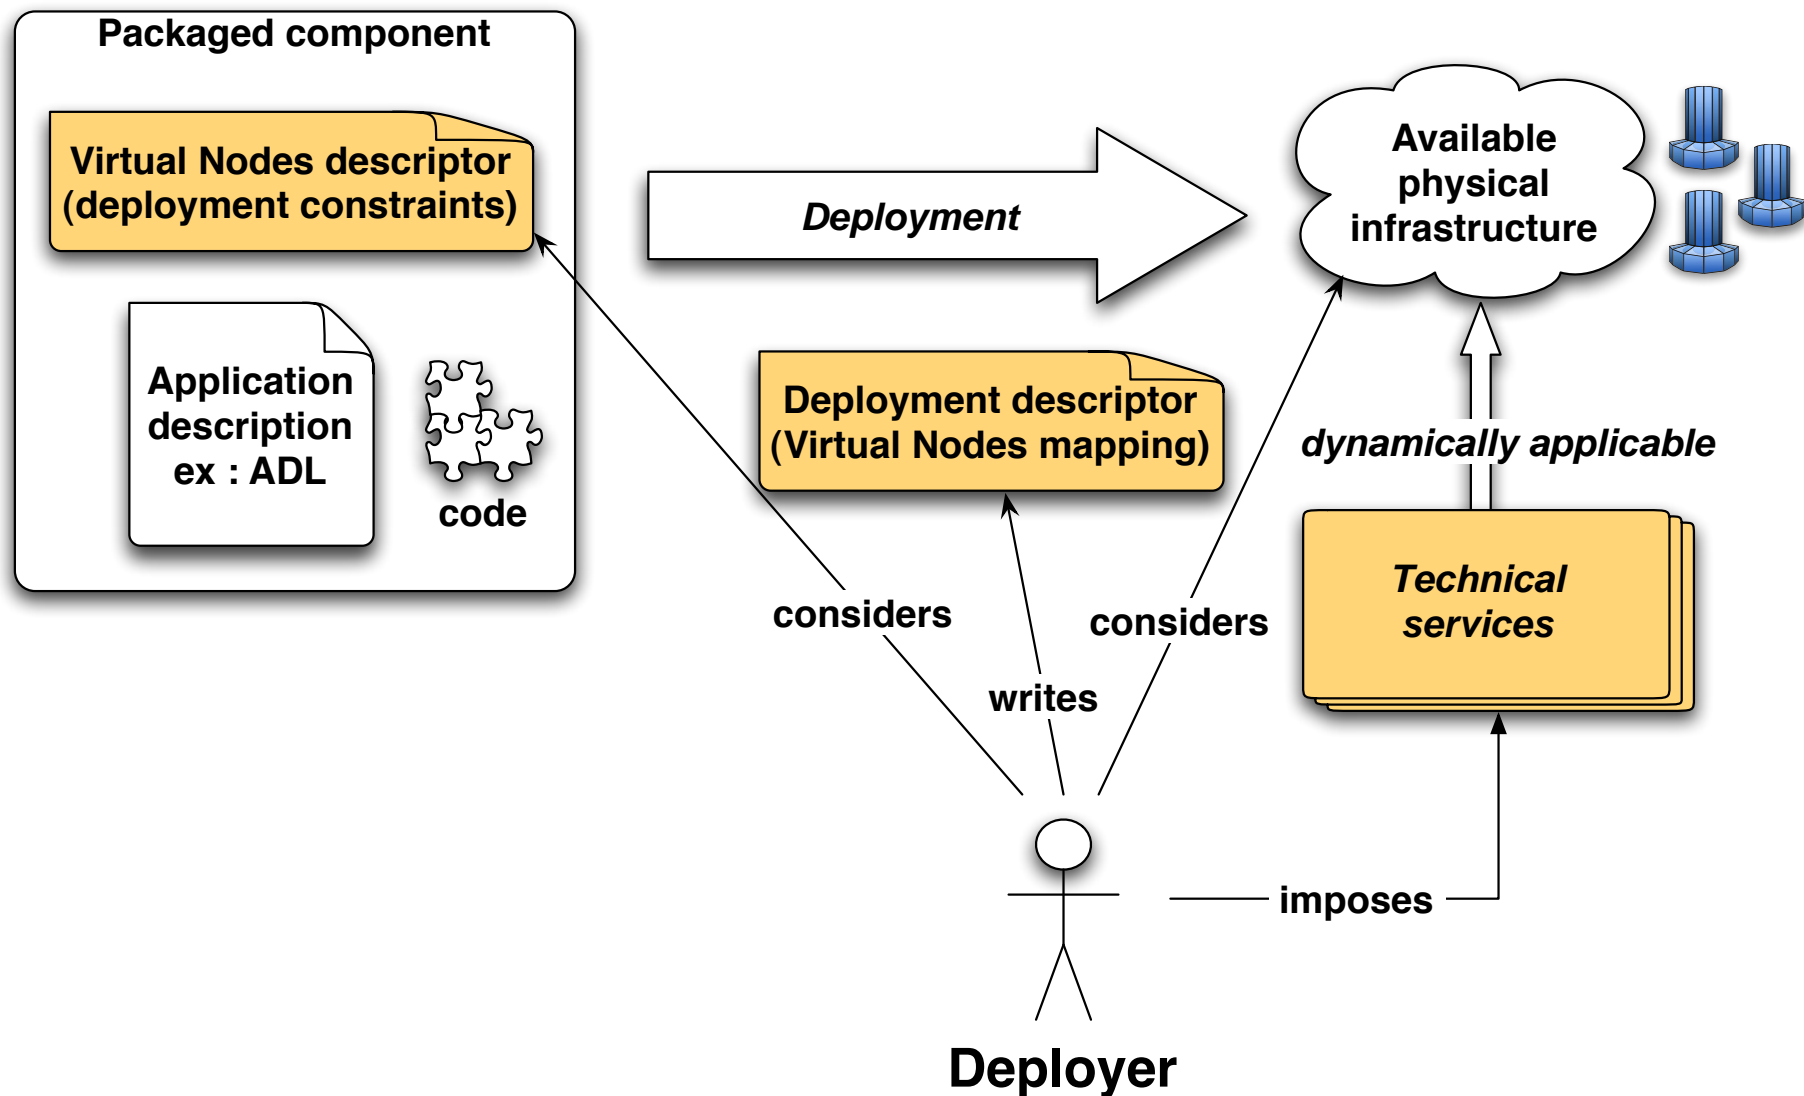 Packaged component
Virtual Nodes descriptor
(deployment constraints)
Application
description
ex : ADL
code
Deployment
Available
physical
infrastructure
Deployment descriptor
(Virtual Nodes mapping)
dynamically applicable
Technical
services
considers
considers
writes
imposes
Deployer